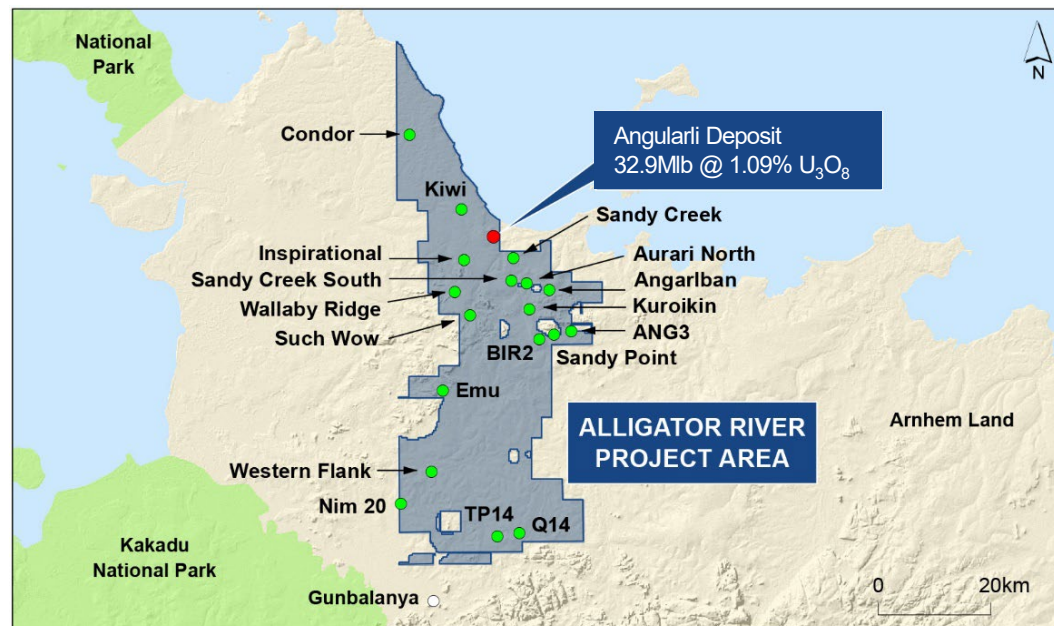 National
Park
N
Condor
Angularli Deposit
32.9Mlb @ 1.09% U₃O₈
Kiwi
Sandy Creek
Inspirational
Aurari North
Sandy Creek South
Angarlban
Wallaby Ridge
Kuroikin
Such Wow
ANG3
BIR2
Sandy Point
Emu
ALLIGATOR RIVER
PROJECT AREA
Arnhem Land
Western Flank
Nim 20
TP14
Q14
Kakadu
National Park
Gunbalanya
0 20km